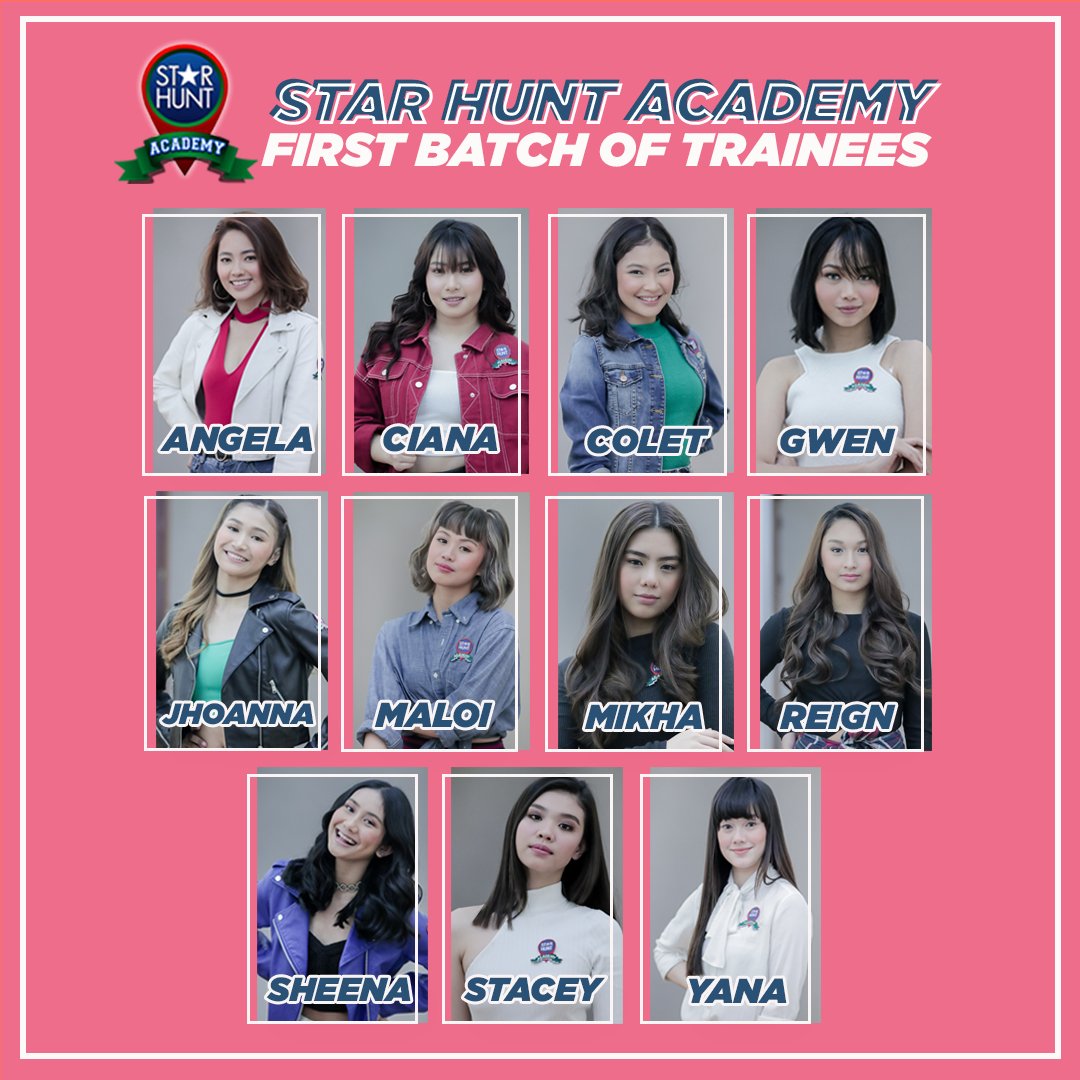 ST★R
HUNT
ACADEMY
STAR HUNT ACADEMY
FIRST BATCH OF TRAINEES
ANGELA
CIANA
COLET
GWEN
JHOANNA
MALOI
MIKHA
REIGN
SHEENA
STACEY
YANA